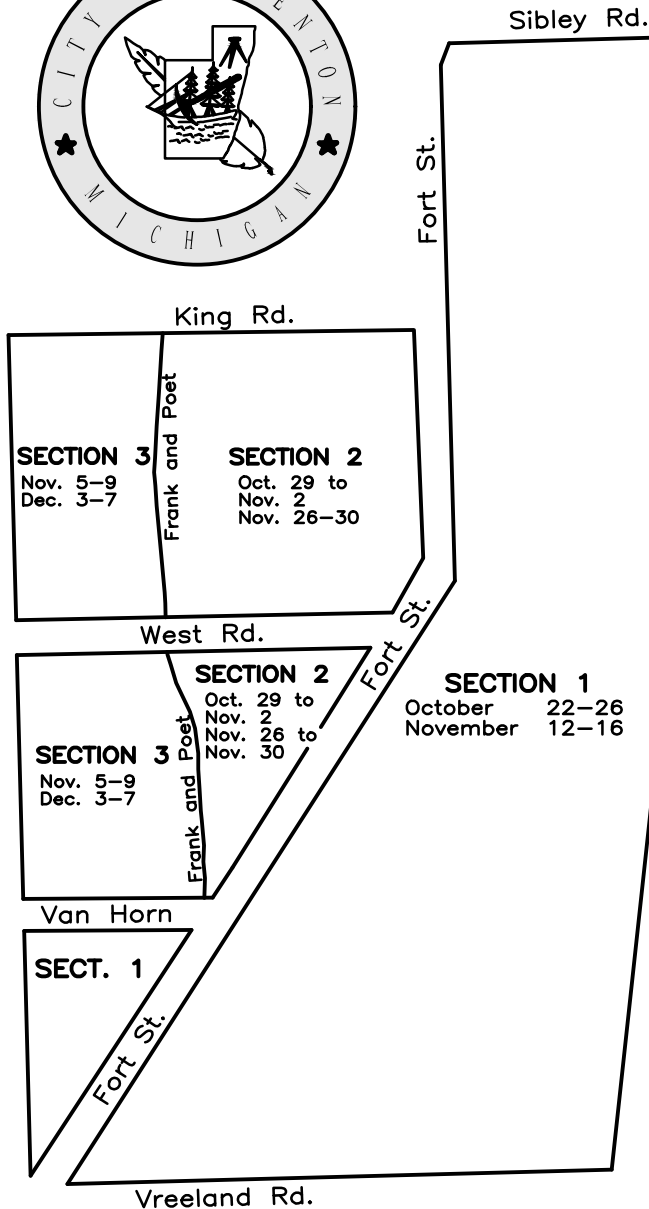 CITY ENTON
MICHIGAN
Sibley Rd.
Fort St.
King Rd.
SECTION 3
Nov. 5–9
Dec. 3–7
Frank and Poet
SECTION 2
Oct. 29 to
Nov. 2
Nov. 26–30
West Rd.
Fort St.
SECTION 2
Oct. 29 to
Nov. 2
Nov. 26 to
Nov. 30
SECTION 1
October 22–26
November 12–16
SECTION 3
Nov. 5–9
Dec. 3–7
Frank and Poet
Van Horn
SECT. 1
Fort St.
Vreeland Rd.